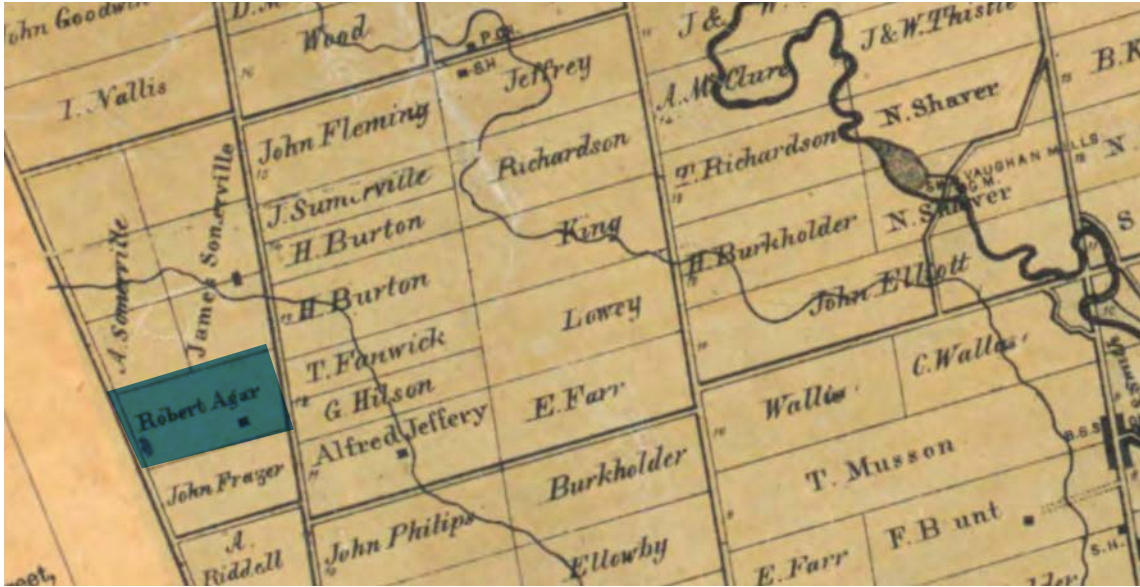 John Goodwin
I. Nallis
Wood
P.O.
S.H
Jeffrey
John Fleming
Richardson
J. Sumerville
H. Burton
King
H. Burton
Lowey
T. Fanwick
G Hilson
E. Farr
Alfred Jeffery
A. Somerville
James Somerville
Robert Agar
John Frazer
A.
Riddell
John Philips
Burkholder
Ellowby
J & W. Thistle
A. McClure
N. Shaver
T. Richardson
VAUGHAN MILLS
G.M.
N. Shaver
H. Burkholder
John Elliott
C. Wallas
Wallis
T. Musson
B.S.S
F. B unt
S.H.
E. Farr